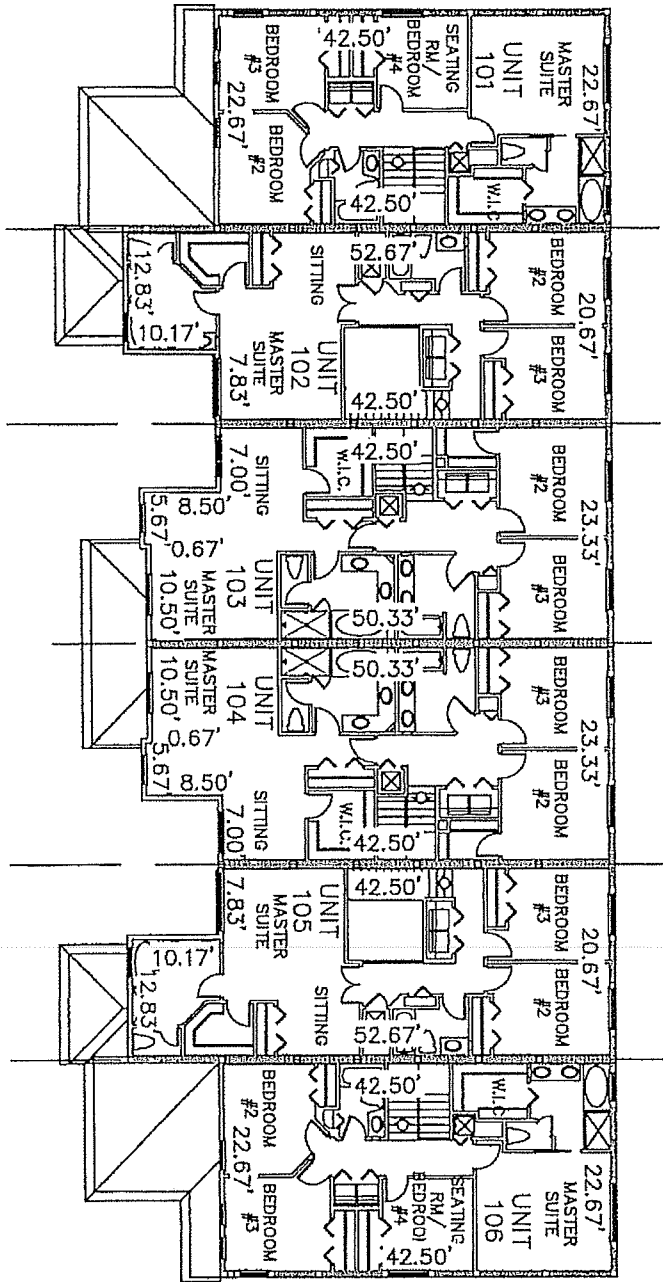 42.50'
BEDROOM
#3
SEATING
RM/
BEDROOM
#4
MASTER
SUITE
22.67'
UNIT
101
22.67'
BEDROOM
#2
W.I.C.
42.50'
52.67'
SITTING
12.83'
10.17'
BEDROOM
#2
20.67'
BEDROOM
#3
UNIT
102
MASTER
SUITE
7.83'
42.50'
42.50'
W.I.C.
SITTING
7.00'
8.50'
5.67'
0.67'
BEDROOM
#2
23.33'
BEDROOM
#3
UNIT
103
MASTER
SUITE
10.50'
50.33'
50.33'
UNIT
104
MASTER
SUITE
10.50'
0.67'
5.67'
8.50'
BEDROOM
#3
23.33'
BEDROOM
#2
SITTING
7.00'
W.I.C.
42.50'
42.50'
UNIT
105
MASTER
SUITE
7.83'
BEDROOM
#3
20.67'
BEDROOM
#2
10.17'
12.83'
SITTING
52.67'
42.50'
W.I.C
BEDROOM
#2
22.67'
BEDROOM
#3
SEATING
RM/
BEDROOM
#4
22.67'
MASTER
SUITE
UNIT
106
42.50'